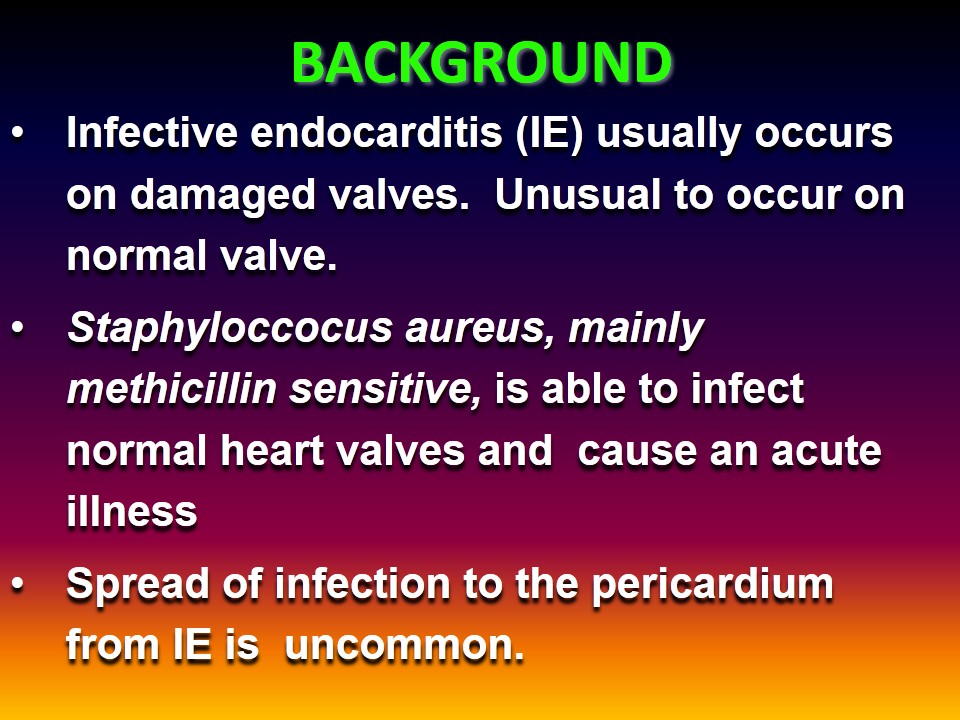 BACKGROUND
• Infective endocarditis (IE) usually occurs
on damaged valves.  Unusual to occur on
normal valve.
• Staphyloccocus aureus, mainly
methicillin sensitive, is able to infect
normal heart valves and  cause an acute
illness
• Spread of infection to the pericardium
from IE is  uncommon.